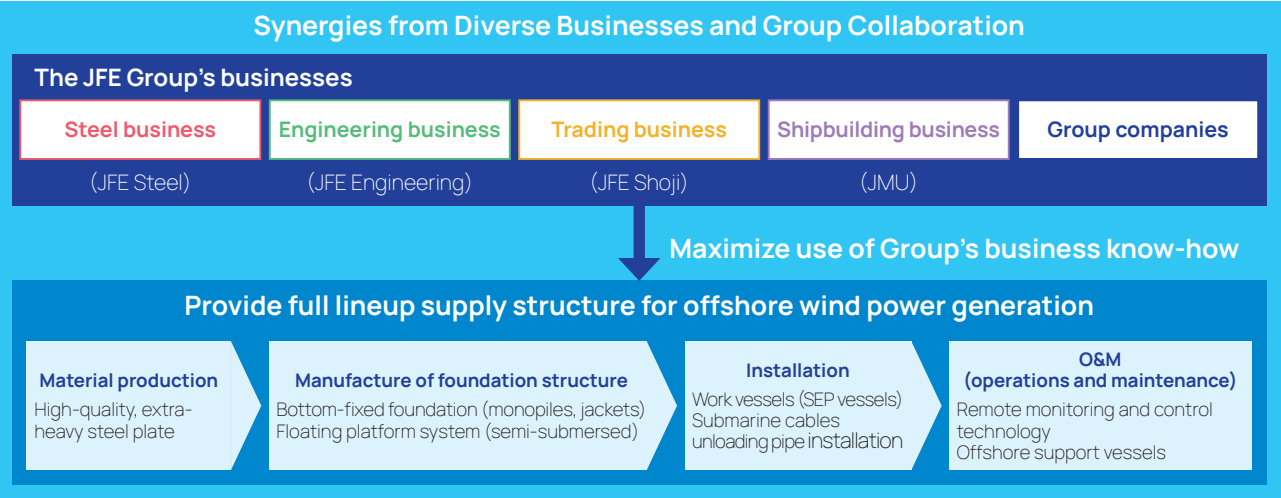 Synergies from Diverse Businesses and Group Collaboration
The JFE Group's businesses
Steel business
(JFE Steel)
Engineering business
(JFE Engineering)
Trading business
(JFE Shoji)
Shipbuilding business
(JMU)
Group companies
Maximize use of Group's business know-how
Provide full lineup supply structure for offshore wind power generation
Material production
High-quality, extra-
heavy steel plate
Manufacture of foundation structure
Bottom-fixed foundation (monopiles, jackets)
Floating platform system (semi-submersed)
Installation
Work vessels (SEP vessels)
Submarine cables
unloading pipe installation
O&M
(operations and maintenance)
Remote monitoring and control
technology
Offshore support vessels